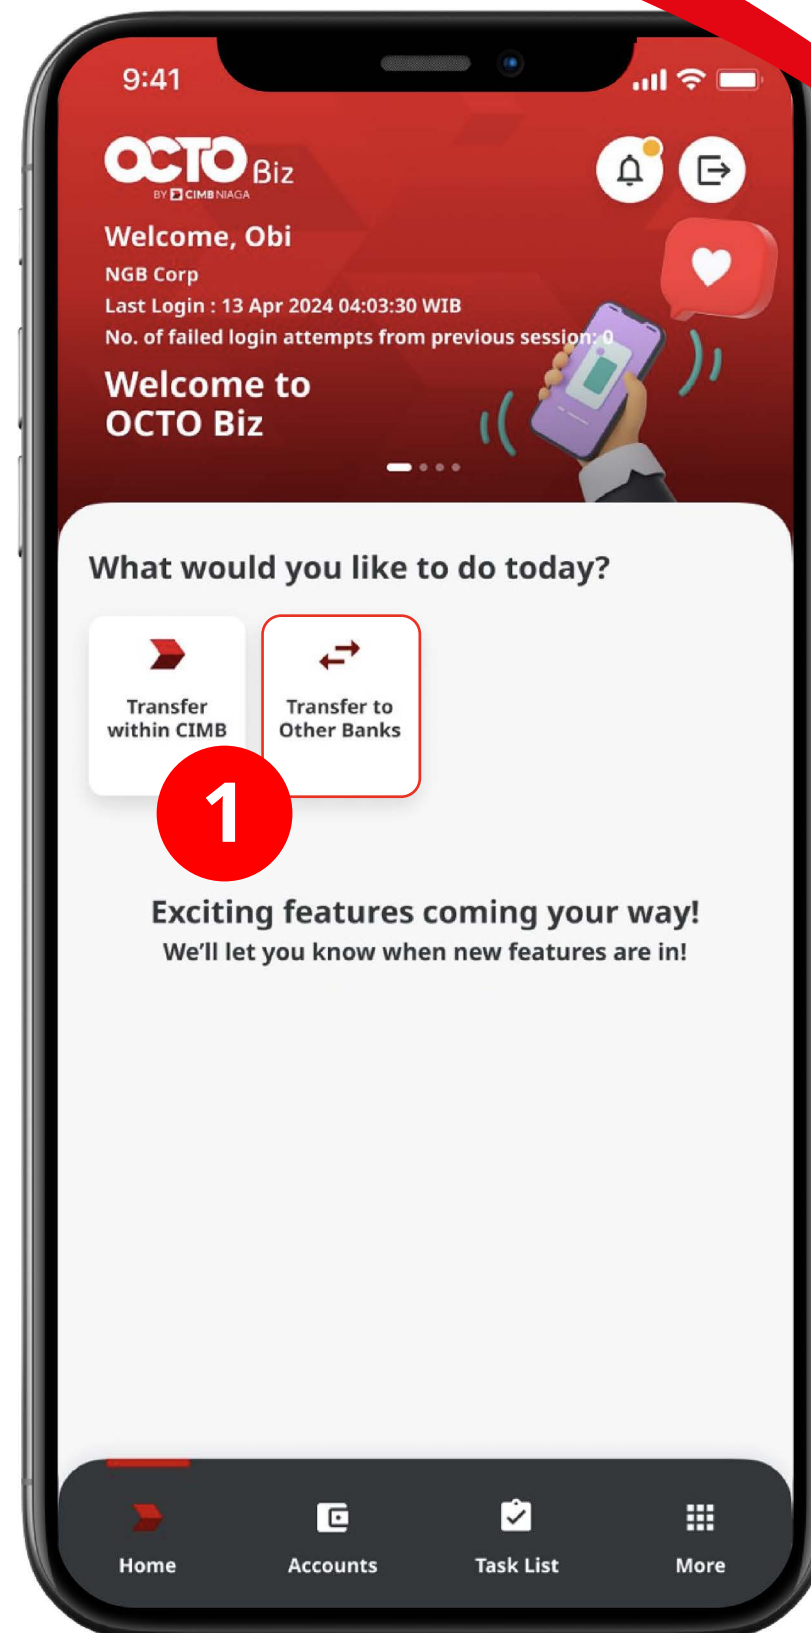 9:41
OCTO Biz
BY CIMB NIAGA
Welcome, Obi
NGB Corp
Last Login : 13 Apr 2024 04:03:30 WIB
No. of failed login attempts from previous session: 0
Welcome to
OCTO Biz
What would you like to do today?
Transfer
within CIMB
Transfer to
Other Banks
1
Exciting features coming your way!
We'll let you know when new features are in!
Home
Accounts
Task List
More